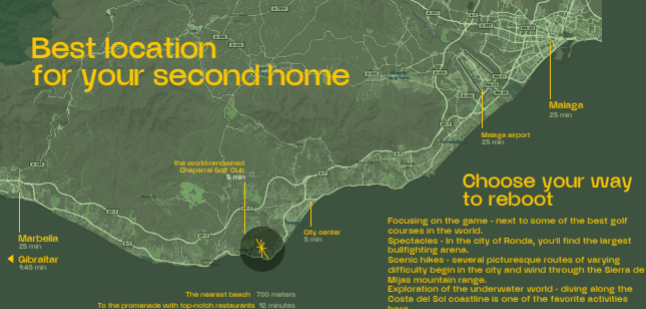 Best location
for your second home
Malaga
25 min
Malaga airport
25 min
the world-renowned
Chaparral Golf Club
5 min
City center
5 min
Marbella
25 min
Gibraltar
1:45 min
The nearest beach 700 meters
To the promenade with top-notch restaurants 12 minutes
Choose your way
to reboot
Focusing on the game - next to some of the best golf
courses in the world.
Spectacles - In the city of Ronda, you'll find the largest
bullfighting arena.
Scenic hikes - several picturesque routes of varying
difficulty begin in the city and wind through the Sierra de
Mijas mountain range.
Exploration of the underwater world - diving along the
Costa del Sol coastline is one of the favorite activities
here.